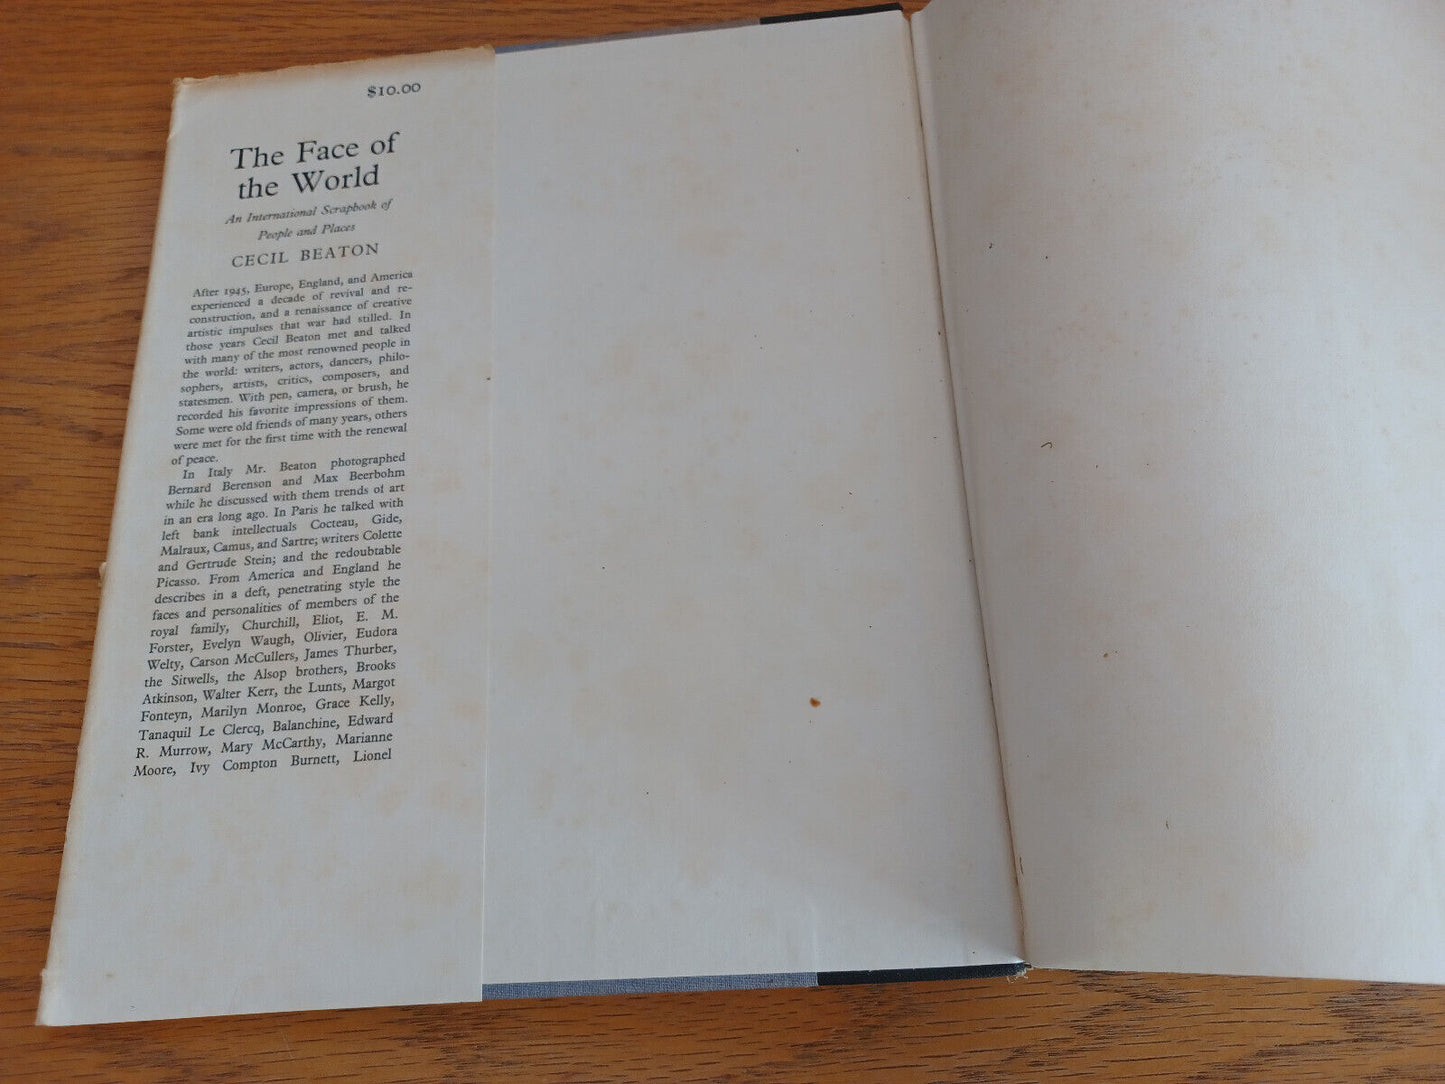 $10.00
The Face of
the World
An International Scrapbook of
People and Places
CECIL BEATON
After 1945, Europe, England, and America
experienced a decade of revival and re-
construction, and a renaissance of creative
artistic impulses that war had stilled. In
those years Cecil Beaton met and talked
with many of the most renowned people in
the world: writers, actors, dancers, philo-
sophers, artists, critics, composers, and
statesmen. With pen, camera, or brush, he
recorded his favorite impressions of them.
Some were old friends of many years, others
were met for the first time with the renewal
of peace.
In Italy Mr. Beaton photographed
Bernard Berenson and Max Beerbohm
while he discussed with them trends of art
in an era long ago. In Paris he talked with
left bank intellectuals Cocteau, Gide,
Malraux, Camus, and Sartre; writers Colette
and Gertrude Stein; and the redoubtable
Picasso. From America and England he
describes in a deft, penetrating style the
faces and personalities of members of the
royal family, Churchill, Eliot, E. M.
Forster, Evelyn Waugh, Olivier, Eudora
Welty, Carson McCullers, James Thurber,
the Sitwells, the Alsop brothers, Brooks
Atkinson, Walter Kerr, the Lunts, Margot
Fonteyn, Marilyn Monroe, Grace Kelly,
Tanaquil Le Clercq, Balanchine, Edward
R. Murrow, Mary McCarthy, Marianne
Moore, Ivy Compton Burnett, Lionel